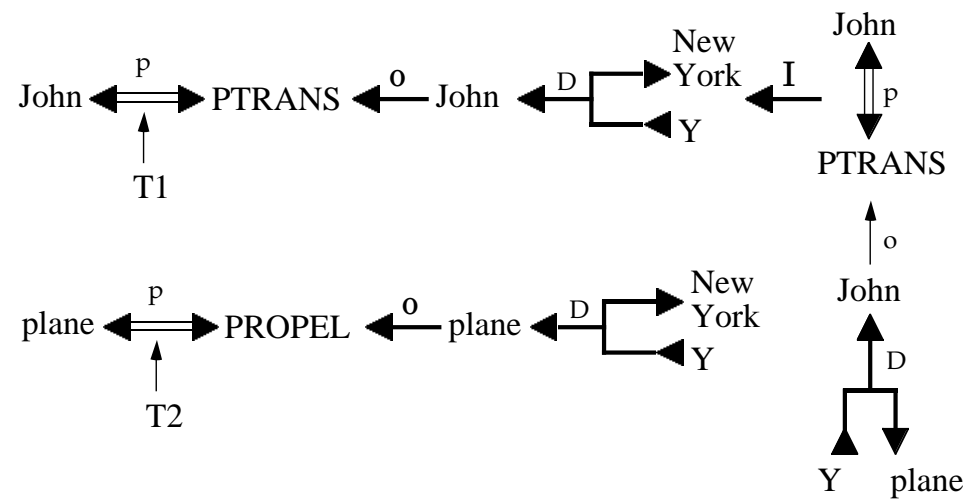 John
p
PTRANS
o
John
D
New
York
Y
I
John
p
PTRANS
T1
o
John
D
Y
plane
plane
p
PROPEL
o
plane
D
New
York
Y
T2